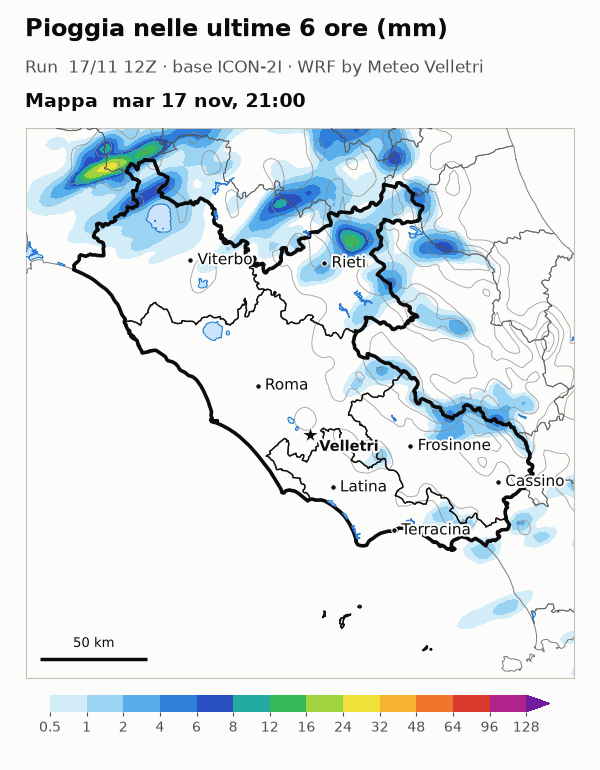 Pioggia nelle ultime 6 ore (mm)
Run 17/11 12Z · base ICON-2I · WRF by Meteo Velletri
Mappa mar 17 nov, 21:00
Viterbo
Rieti
Roma
Velletri
Frosinone
Cassino
Latina
Terracina
50 km
0.5 1 2 4 6 8 12 16 24 32 48 64 96 128